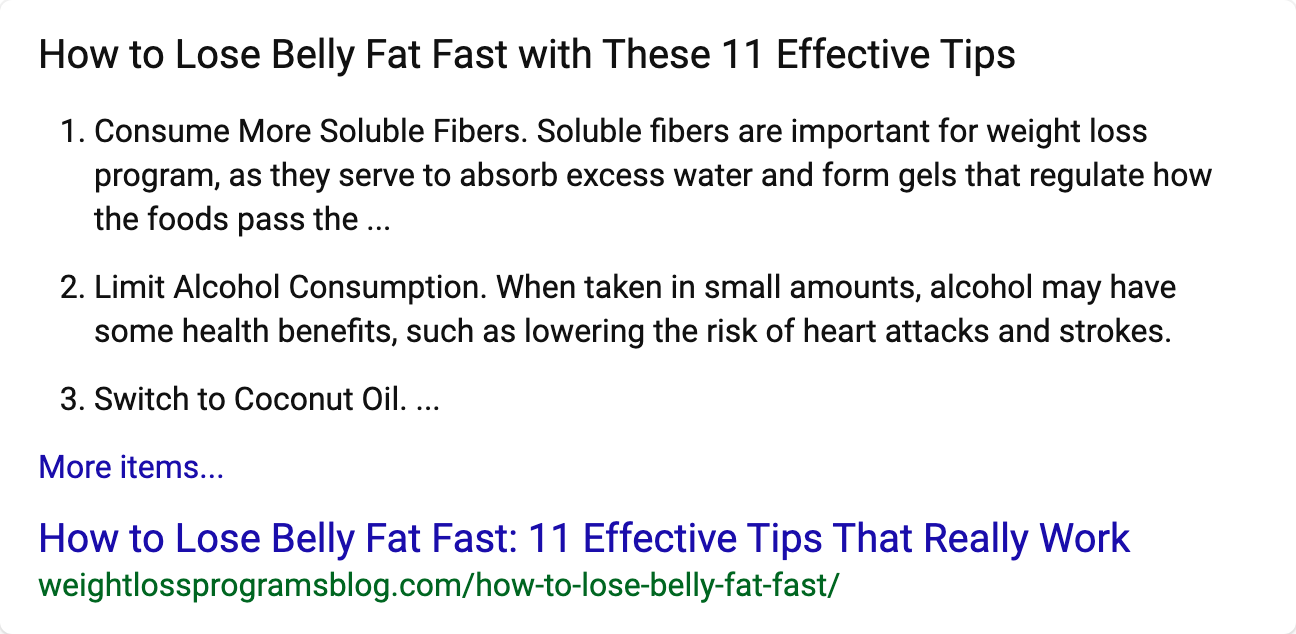 How to Lose Belly Fat Fast with These 11 Effective Tips
1. Consume More Soluble Fibers. Soluble fibers are important for weight loss
program, as they serve to absorb excess water and form gels that regulate how
the foods pass the ...
2. Limit Alcohol Consumption. When taken in small amounts, alcohol may have
some health benefits, such as lowering the risk of heart attacks and strokes.
3. Switch to Coconut Oil. ...
More items...
How to Lose Belly Fat Fast: 11 Effective Tips That Really Work
weightlossprogramsblog.com/how-to-lose-belly-fat-fast/